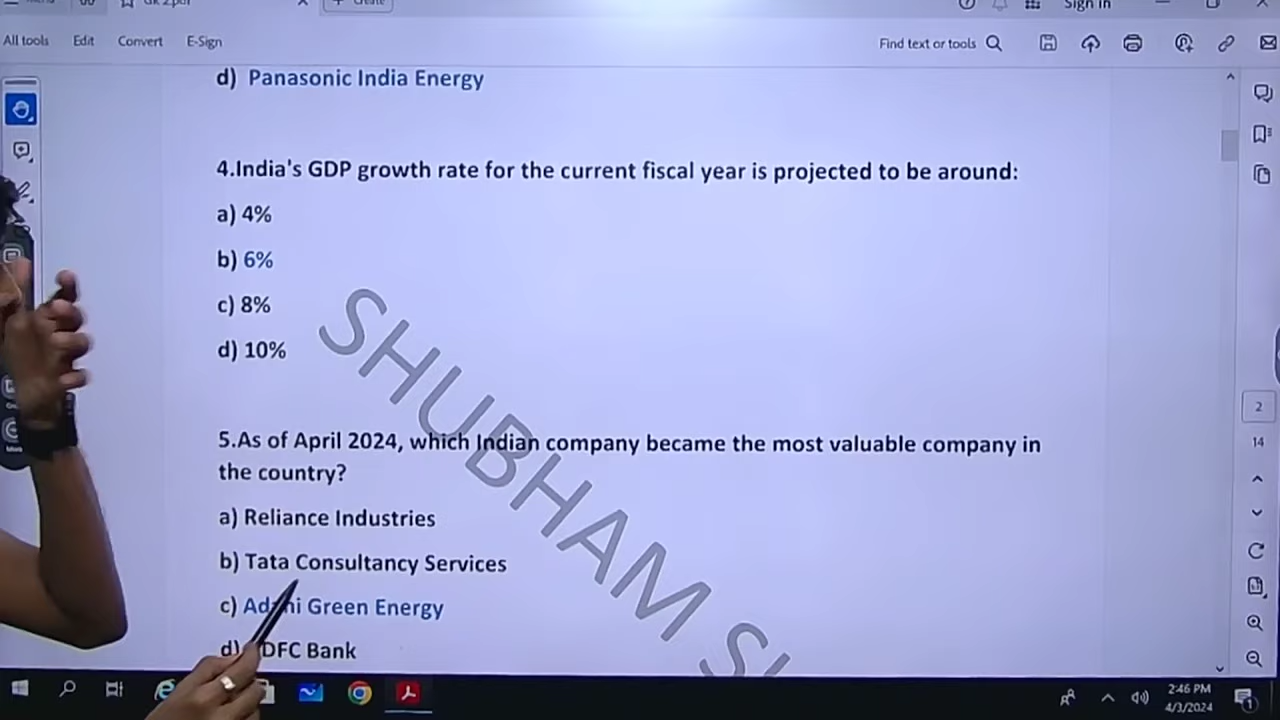 Sign in
All tools Edit Convert E-Sign Find text or tools
d) Panasonic India Energy
4.India's GDP growth rate for the current fiscal year is projected to be around:
a) 4%
b) 6%
c) 8%
d) 10%
SHUBHAM
5.As of April 2024, which Indian company became the most valuable company in
the country?
a) Reliance Industries
b) Tata Consultancy Services
c) Green Energy
d) Bank
2
14
2:46 PM
4/3/2024
1